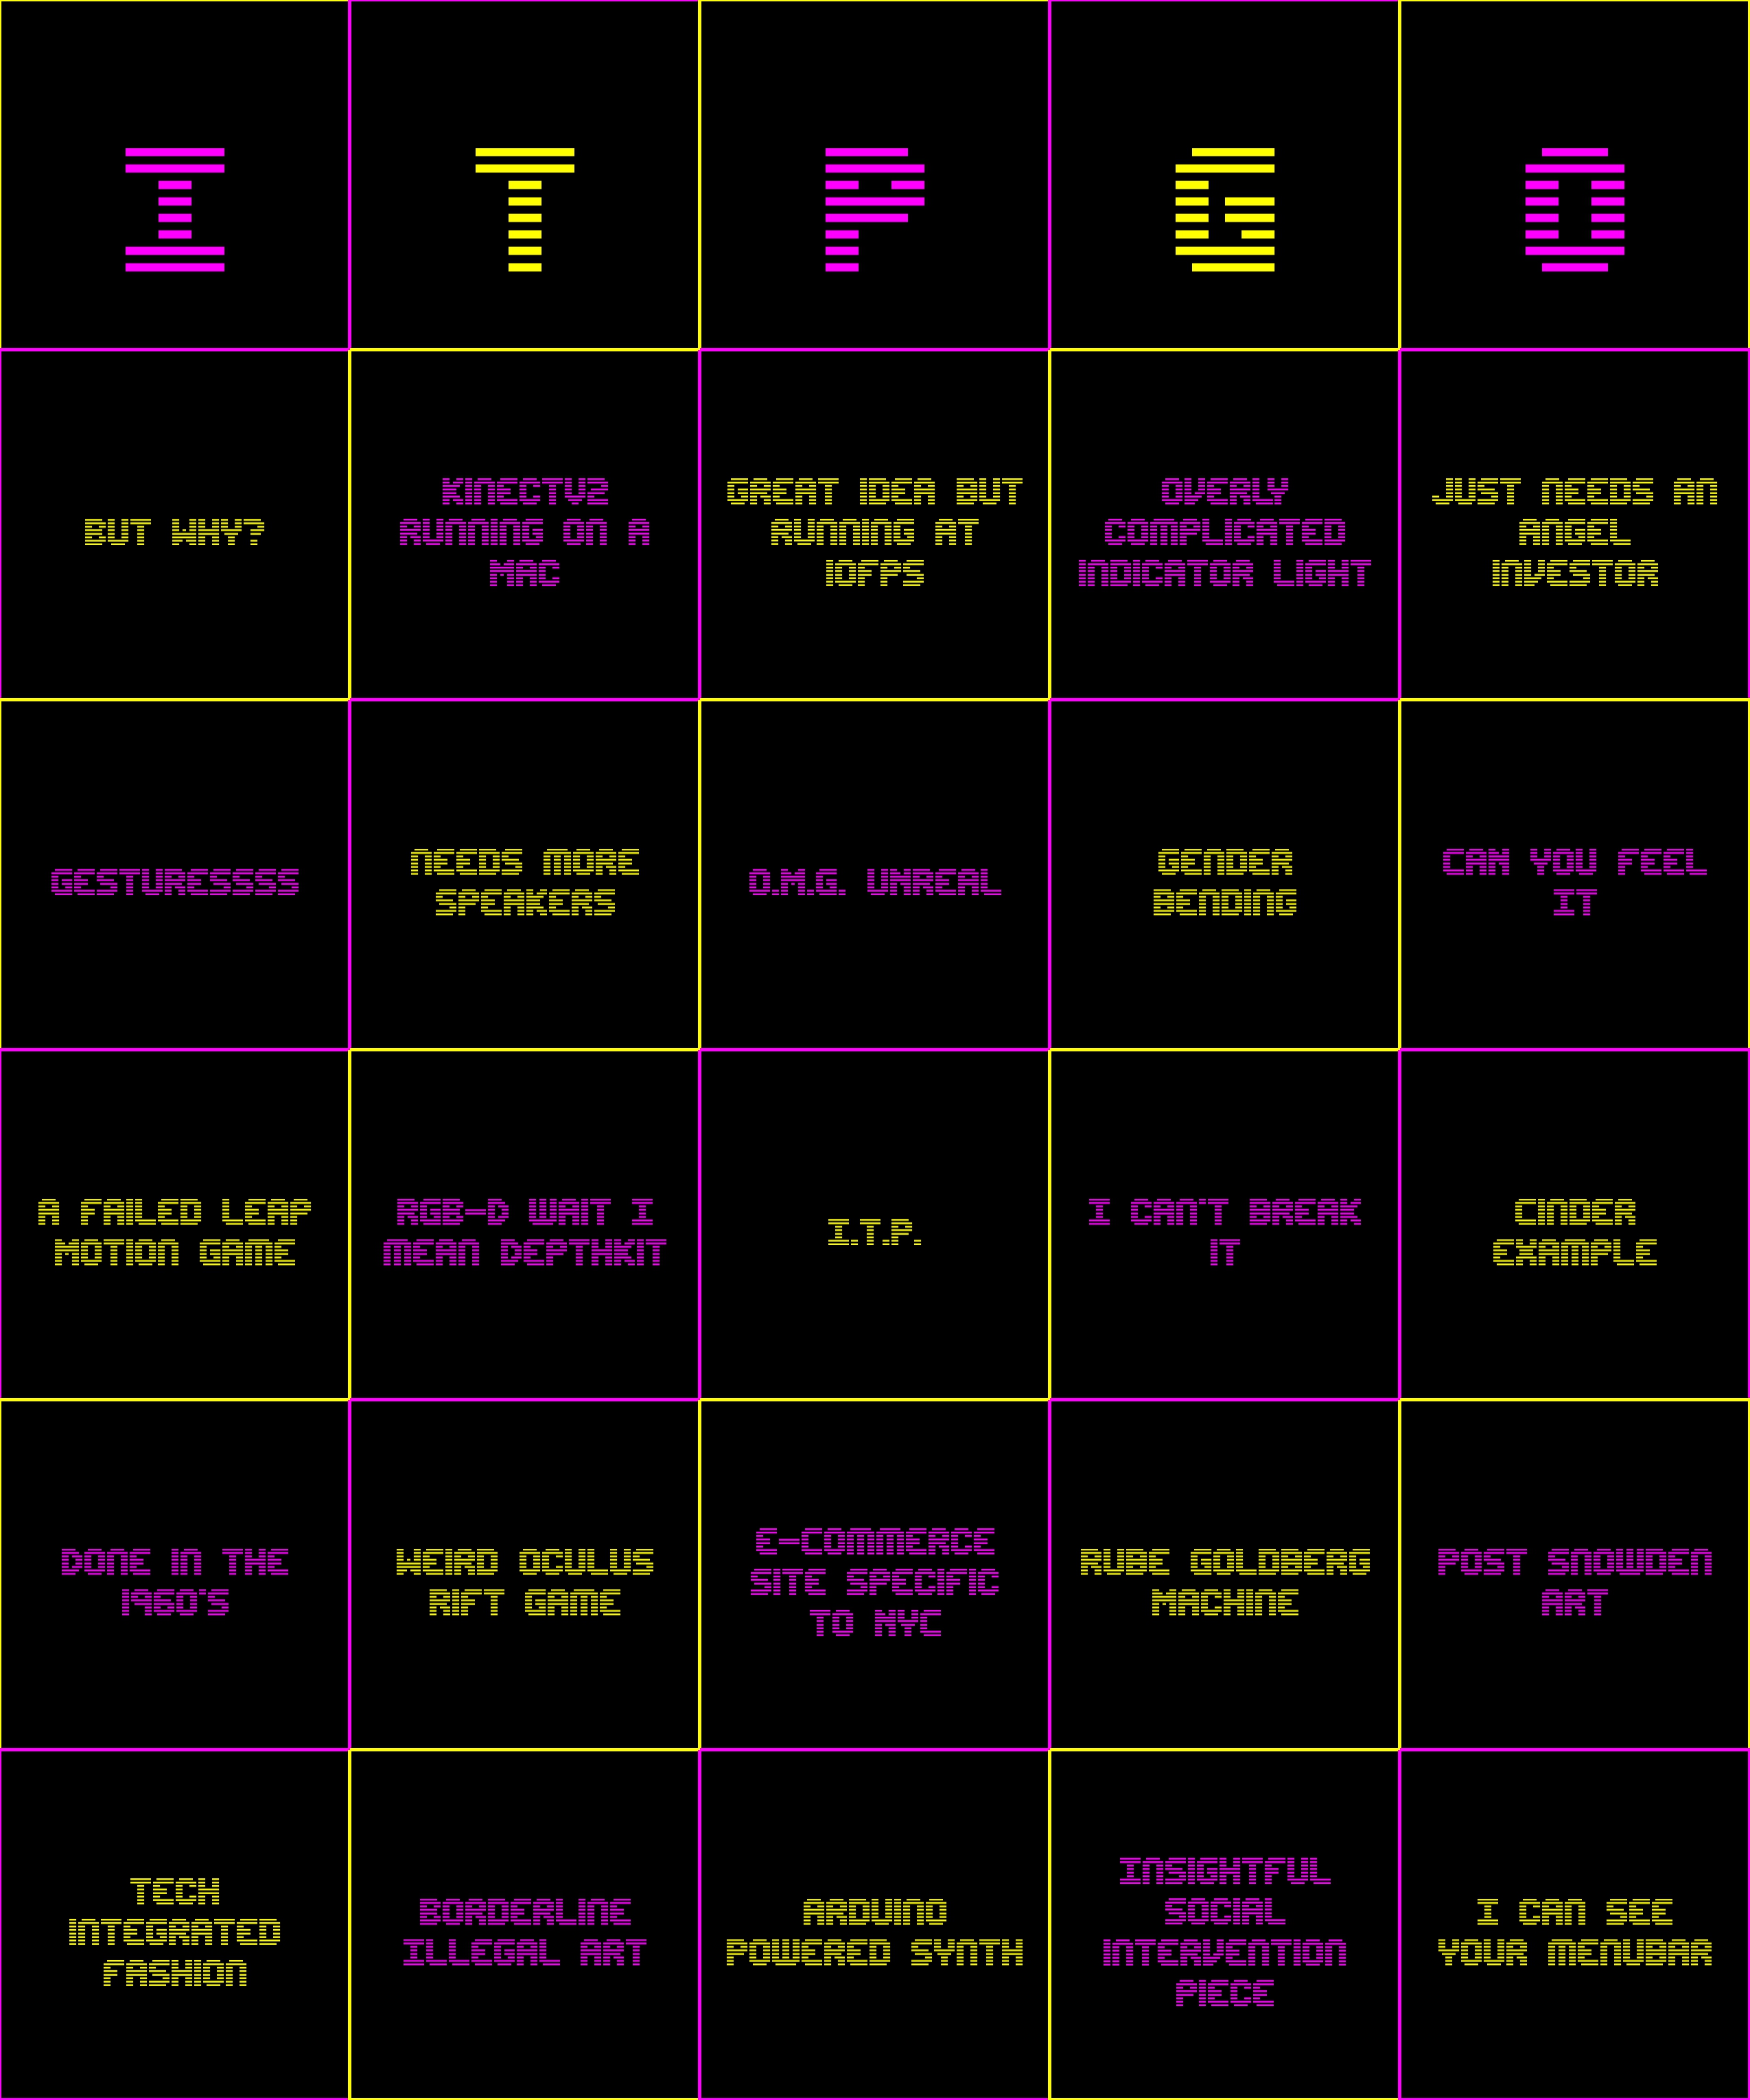 I T P G O
BUT WHY?
KINECTV2
RUNNING ON A
MAC
GREAT IDEA BUT
RUNNING AT
10FPS
OVERLY
COMPLICATED
INDICATOR LIGHT
JUST NEEDS AN
ANGEL
INVESTOR
GESTURESSSS
NEEDS MORE
SPEAKERS
O.M.G. UNREAL
GENDER
BENDING
CAN YOU FEEL
IT
A FAILED LEAP
MOTION GAME
RGB-D WAIT I
MEAN DEPTHKIT
I.T.P.
I CAN'T BREAK
IT
CINDER
EXAMPLE
DONE IN THE
1960'S
WEIRD OCULUS
RIFT GAME
E-COMMERCE
SITE SPECIFIC
TO NYC
RUBE GOLDBERG
MACHINE
POST SNOWDEN
ART
TECH
INTEGRATED
FASHION
BORDERLINE
ILLEGAL ART
ARDUINO
POWERED SYNTH
INSIGHTFUL
SOCIAL
INTERVENTION
PIECE
I CAN SEE
YOUR MENUBAR